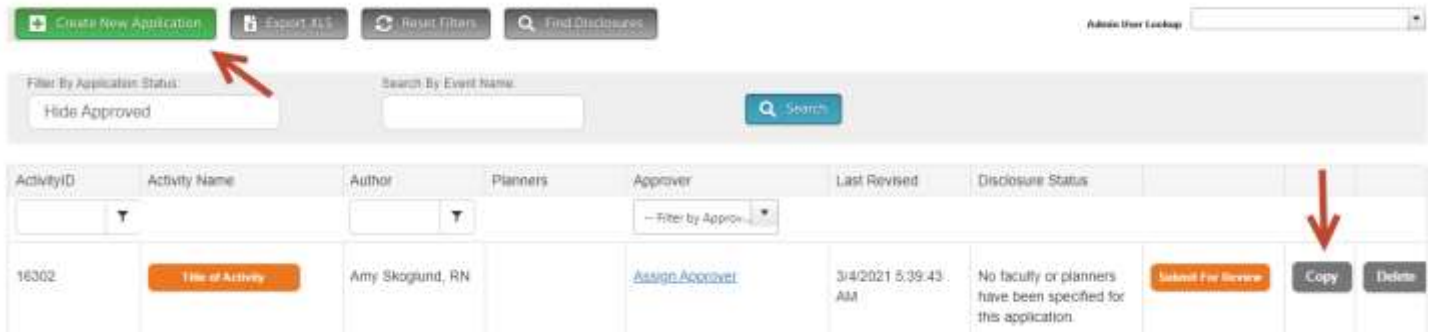 Create New Application Export XLS Reset Filters Find Disclosures Admin User Lookup
Filter By Application Status: Search By Event Name:
Hide Approved Search
ActivityID Activity Name Author Planners Approver Last Revised Disclosure Status
-- Filter by Approv...
16302 Title of Activity Amy Skoglund, RN Assign Approver 3/4/2021 5:39:43 No faculty or planners Submit For Review Copy Delete
AM have been specified for
this application.